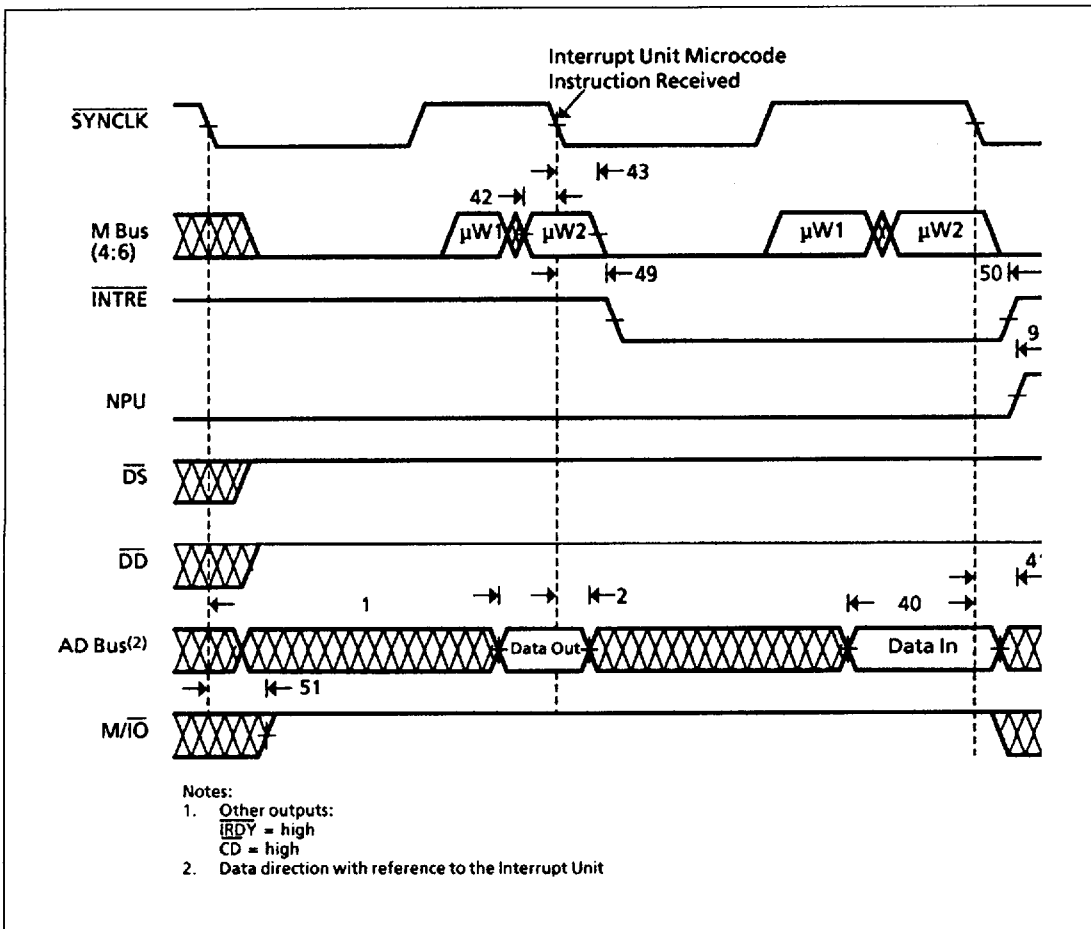 Interrupt Unit Microcode
Instruction Received
SYNCLK
43
42
M Bus
(4:6)
µW1
µW2
µW1
µW2
49
50
INTRE
9
NPU
DS
DD
41
1
2
40
AD Bus(2)
Data Out
Data In
51
M/IO
Notes:
1. Other outputs:
IRDY = high
CD = high
2. Data direction with reference to the Interrupt Unit